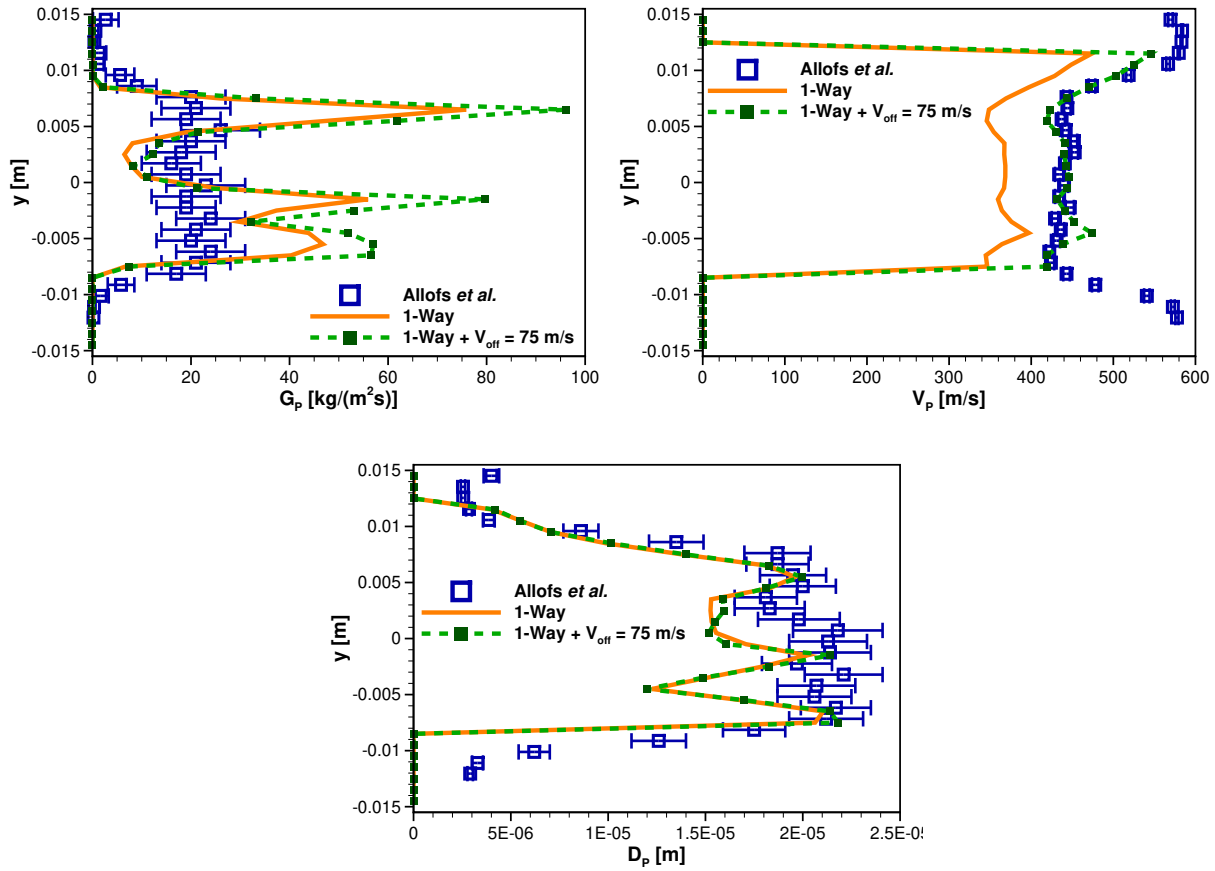 0.015
0.01
0.005
0
-0.005
-0.01
-0.015
y [m]
Allofs et al.
1-Way
1-Way + V_off = 75 m/s
0 20 40 60 80 100
G_P [kg/(m²s)]
0.015
0.01
0.005
0
-0.005
-0.01
-0.015
y [m]
Allofs et al.
1-Way
1-Way + V_off = 75 m/s
0 100 200 300 400 500 600
V_P [m/s]
0.015
0.01
0.005
0
-0.005
-0.01
-0.015
y [m]
Allofs et al.
1-Way
1-Way + V_off = 75 m/s
0 5E-06 1E-05 1.5E-05 2E-05 2.5E-
D_P [m]